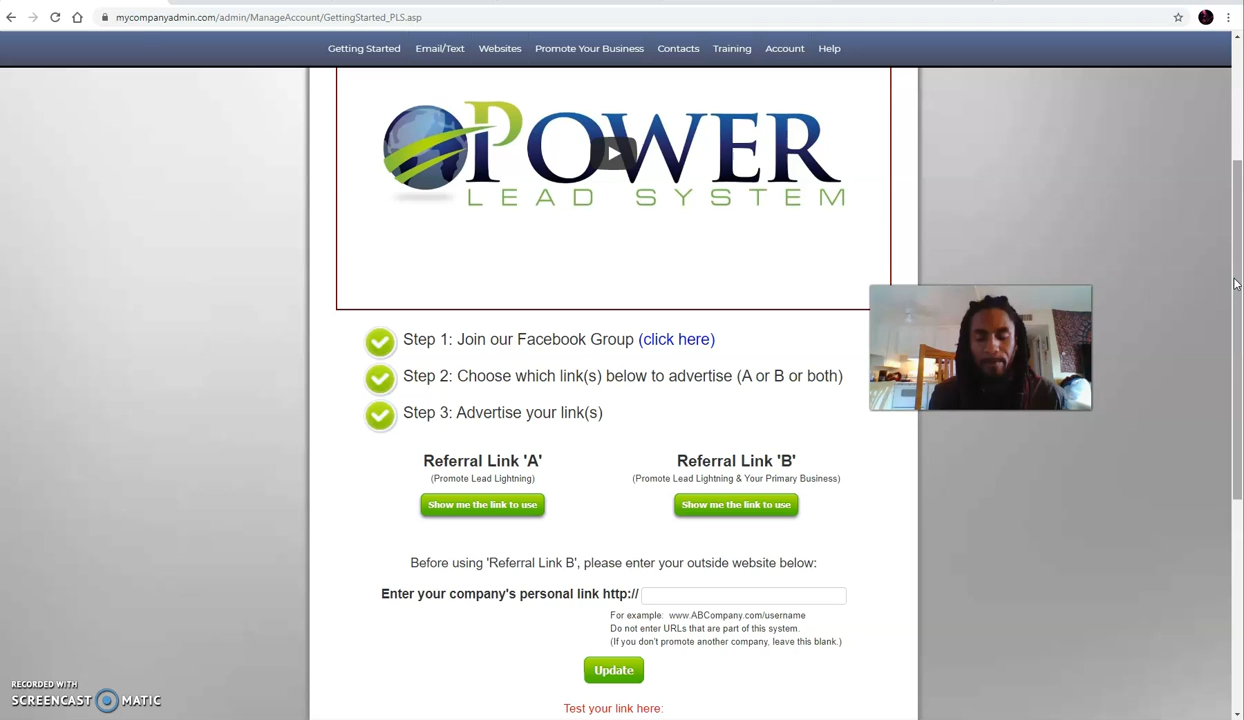 mycompanyadmin.com/admin/ManageAccount/GettingStarted_PLS.asp
Getting Started Email/Text Websites Promote Your Business Contacts Training Account Help
POWER
LEAD SYSTEM
Step 1: Join our Facebook Group (click here)
Step 2: Choose which link(s) below to advertise (A or B or both)
Step 3: Advertise your link(s)
Referral Link 'A' Referral Link 'B'
(Promote Lead Lightning) (Promote Lead Lightning & Your Primary Business)
Show me the link to use Show me the link to use
Before using 'Referral Link B', please enter your outside website below:
Enter your company's personal link http://
For example: www.ABCompany.com/username
Do not enter URLs that are part of this system.
(If you don't promote another company, leave this blank.)
Update
RECORDED WITH
SCREENCAST MATIC
Test your link here: